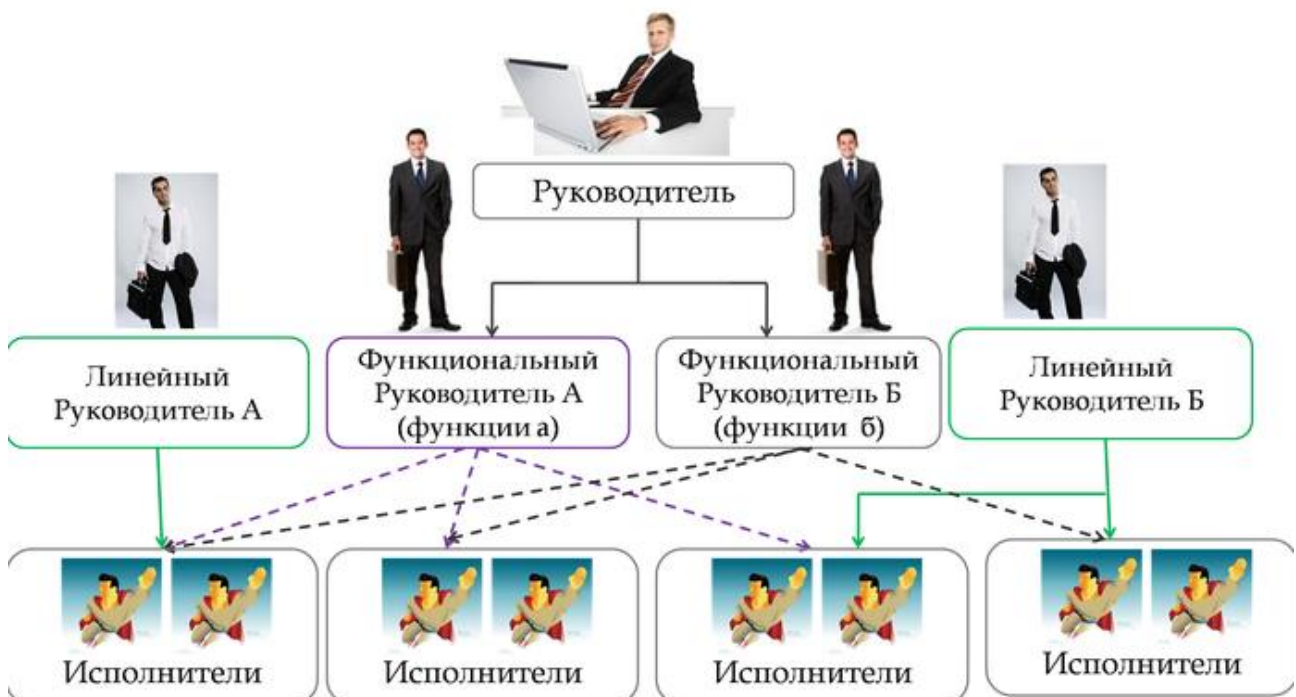 Руководитель
Линейный
Руководитель А
Функциональный
Руководитель А
(функции а)
Функциональный
Руководитель Б
(функции б)
Линейный
Руководитель Б
Исполнители
Исполнители
Исполнители
Исполнители